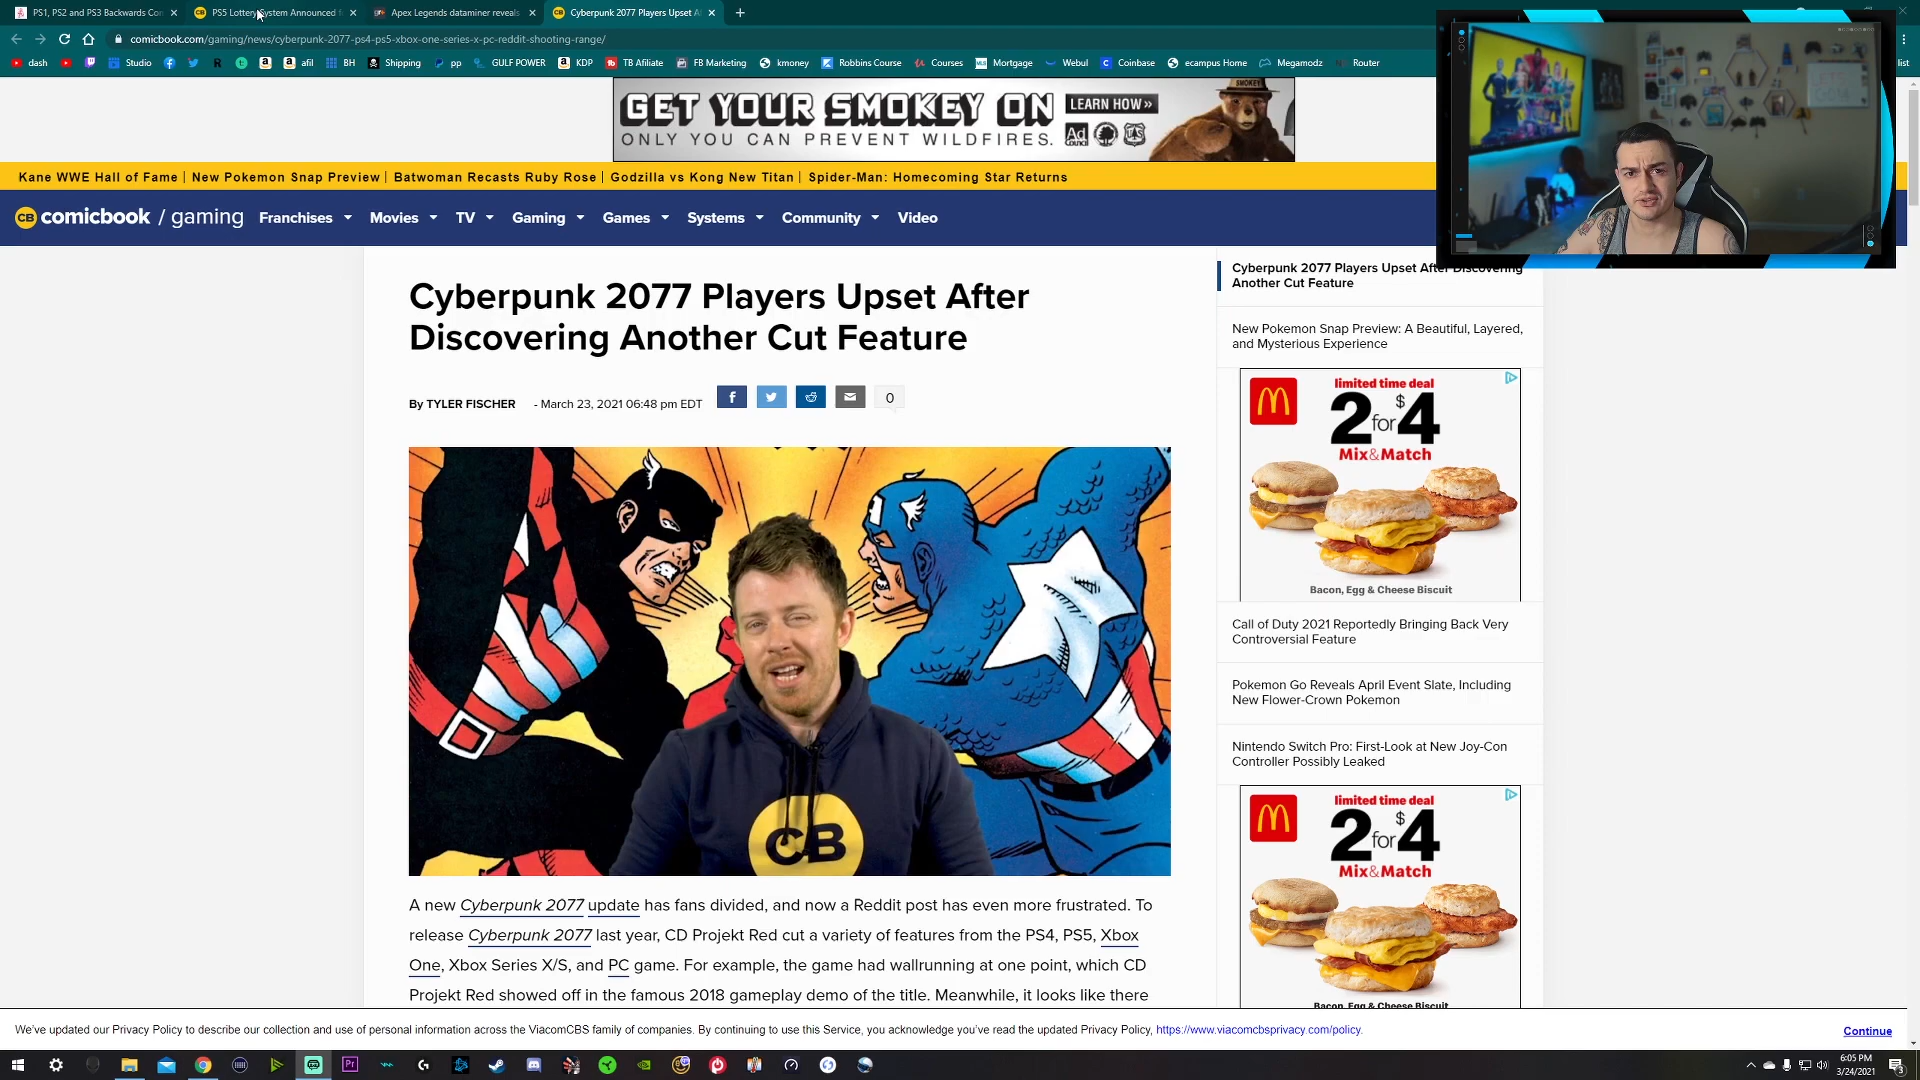 PS1, PS2 and PS3 Backwards Con
PS5 Lottery System Announced f
Apex Legends dataminer reveals
Cyberpunk 2077 Players Upset A
comicbook.com/gaming/news/cyberpunk-2077-ps4-ps5-xbox-one-series-x-pc-reddit-shooting-range/
dash
Studio
afil
BH
Shipping
pp
GULF POWER
KDP
TB Afiliate
FB Marketing
kmoney
Robbins Course
Courses
Mortgage
Webul
Coinbase
ecampus Home
Megamodz
Router
list
GET YOUR SMOKEY ON
ONLY YOU CAN PREVENT WILDFIRES.
LEARN HOW »
Ad Council
SMOKEY
Kane WWE Hall of Fame | New Pokemon Snap Preview | Batwoman Recasts Ruby Rose | Godzilla vs Kong New Titan | Spider-Man: Homecoming Star Returns
CB comicbook / gaming
Franchises
Movies
TV
Gaming
Games
Systems
Community
Video
Cyberpunk 2077 Players Upset After
Discovering Another Cut Feature
By TYLER FISCHER - March 23, 2021 06:48 pm EDT
0
CB
A new Cyberpunk 2077 update has fans divided, and now a Reddit post has even more frustrated. To
release Cyberpunk 2077 last year, CD Projekt Red cut a variety of features from the PS4, PS5, Xbox
One, Xbox Series X/S, and PC game. For example, the game had wallrunning at one point, which CD
Projekt Red showed off in the famous 2018 gameplay demo of the title. Meanwhile, it looks like there
Cyberpunk 2077 Players Upset After Discovering
Another Cut Feature
New Pokemon Snap Preview: A Beautiful, Layered,
and Mysterious Experience
limited time deal
2 for $4
Mix&Match
Bacon, Egg & Cheese Biscuit
Call of Duty 2021 Reportedly Bringing Back Very
Controversial Feature
Pokemon Go Reveals April Event Slate, Including
New Flower-Crown Pokemon
Nintendo Switch Pro: First-Look at New Joy-Con
Controller Possibly Leaked
limited time deal
2 for $4
Mix&Match
Bacon, Egg & Cheese Biscuit
We've updated our Privacy Policy to describe our collection and use of personal information across the ViacomCBS family of companies. By continuing to use this Service, you acknowledge you've read the updated Privacy Policy, https://www.viacomcbsprivacy.com/policy.
Continue
6:05 PM
3/24/2021